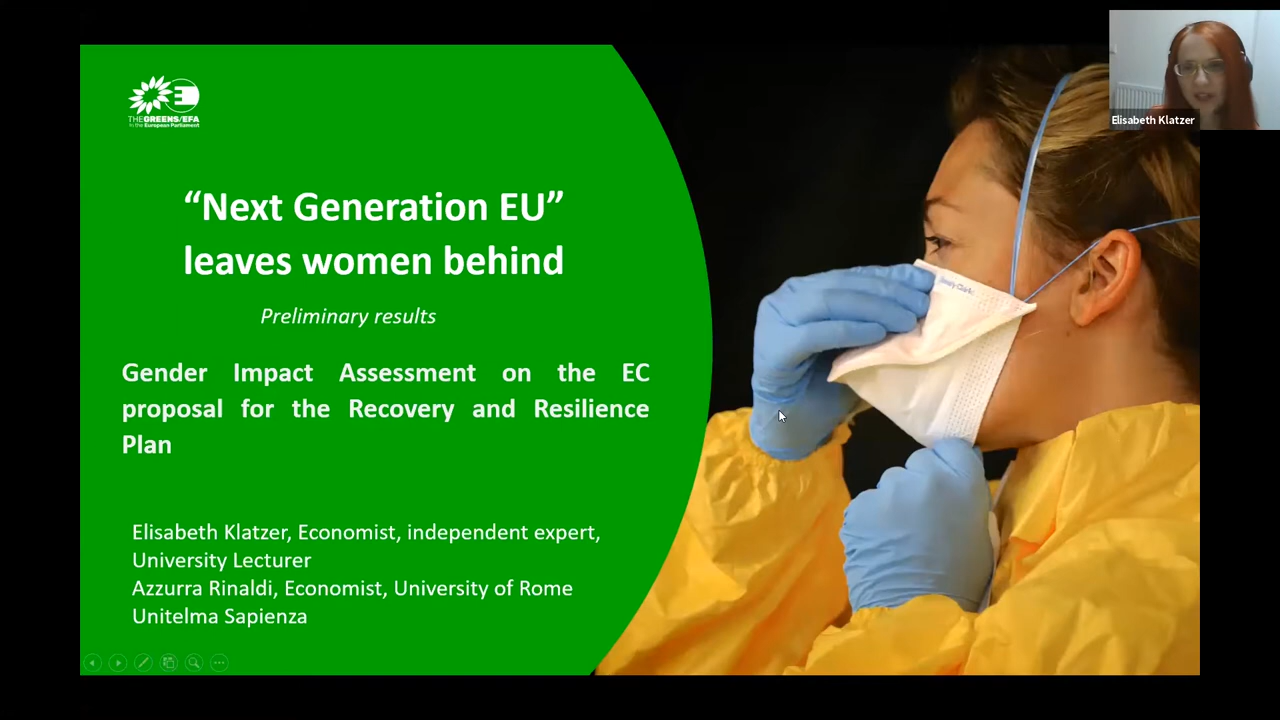 Elisabeth Klatzer
THEGREENS/EFA
in the European Parliament
“Next Generation EU”
leaves women behind
Preliminary results
Gender Impact Assessment on the EC
proposal for the Recovery and Resilience
Plan
Elisabeth Klatzer, Economist, independent expert,
University Lecturer
Azzurra Rinaldi, Economist, University of Rome
Unitelma Sapienza